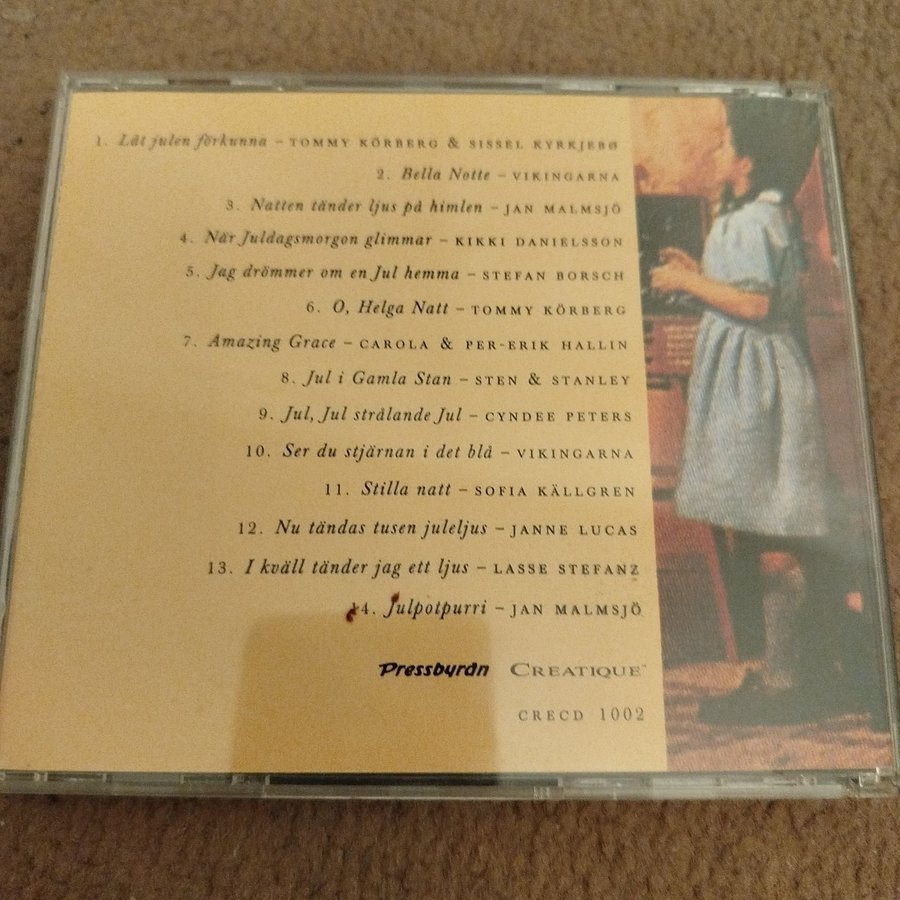 1. Låt julen förkunna – TOMMY KÖRBERG & SISSEL KYRKJEBØ
2. Bella Notte – VIKINGARNA
3. Natten tänder ljus på himlen – JAN MALMSJÖ
4. När Juldagsmorgon glimmar – KIKKI DANIELSSON
5. Jag drömmer om en Jul hemma – STEFAN BORSCH
6. O, Helga Natt – TOMMY KÖRBERG
7. Amazing Grace – CAROLA & PER-ERIK HALLIN
8. Jul i Gamla Stan – STEN & STANLEY
9. Jul, Jul strålande Jul – CYNDEE PETERS
10. Ser du stjärnan i det blå – VIKINGARNA
11. Stilla natt – SOFIA KÄLLGREN
12. Nu tändas tusen juleljus – JANNE LUCAS
13. I kväll tänder jag ett ljus – LASSE STEFANZ
14. Julpotpurri – JAN MALMSJÖ
Pressbyrån CREATIQUE™
CRECD 1002